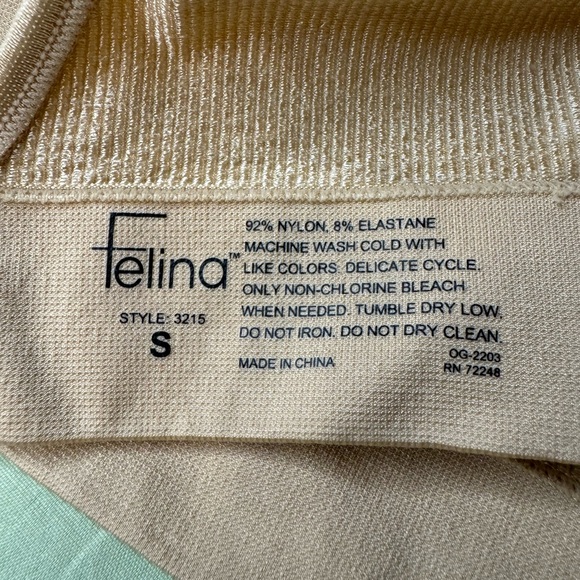 Felina™
STYLE: 3215
S
92% NYLON, 8% ELASTANE
MACHINE WASH COLD WITH
LIKE COLORS. DELICATE CYCLE.
ONLY NON-CHLORINE BLEACH
WHEN NEEDED. TUMBLE DRY LOW.
DO NOT IRON. DO NOT DRY CLEAN.
MADE IN CHINA
OG-2203
RN 72248